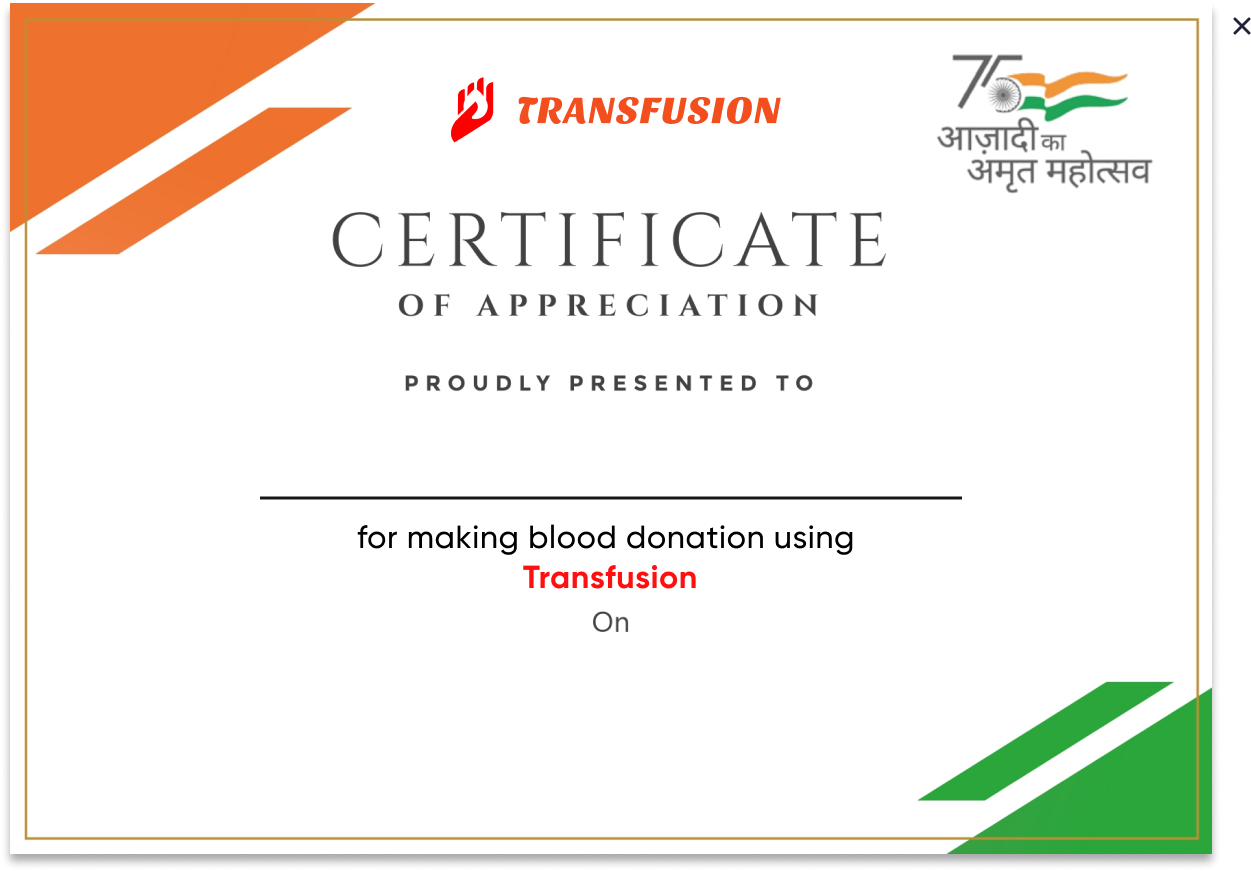 TRANSFUSION
75
आज़ादी का
अमृत महोत्सव
CERTIFICATE
OF APPRECIATION
PROUDLY PRESENTED TO
for making blood donation using
Transfusion
On